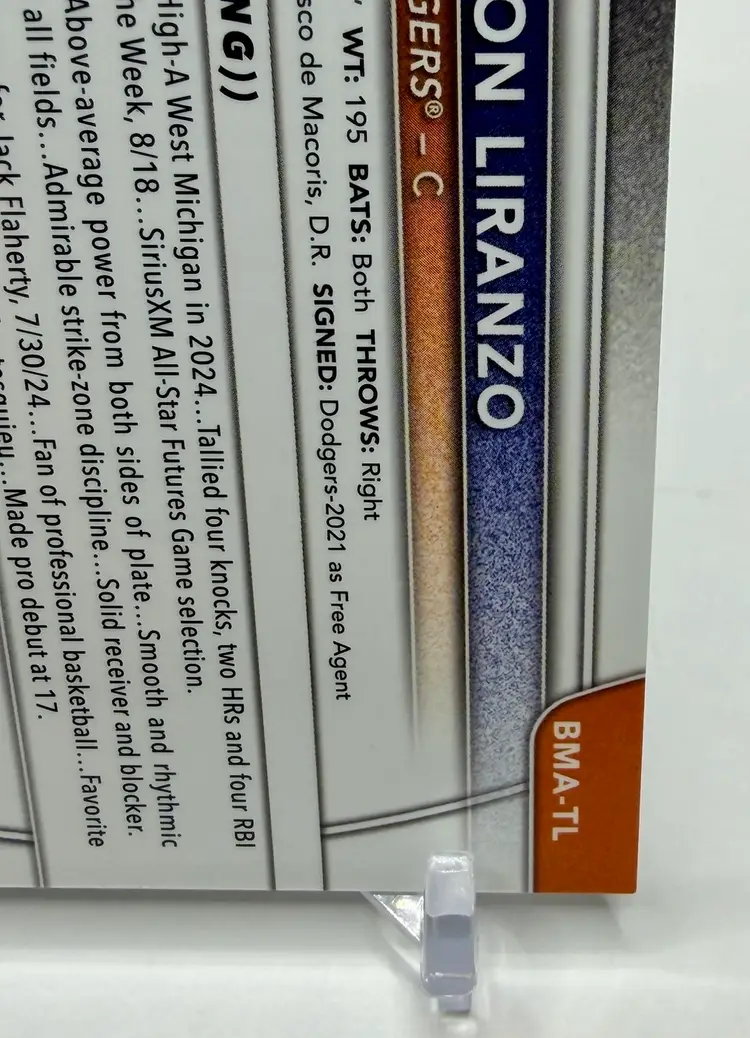 BMA-TL
ON LIRANZO
GERS® – C
WT: 195 BATS: Both THROWS: Right
sco de Macoris, D.R. SIGNED: Dodgers-2021 as Free Agent
NG))
High-A West Michigan in 2024...Tallied four knocks, two HRs and four RBI
he Week, 8/18...SiriusXM All-Star Futures Game selection.
Above-average power from both sides of plate...Smooth and rhythmic
all fields...Admirable strike-zone discipline...Solid receiver and blocker.
for Jack Flaherty, 7/30/24...Fan of professional basketball...Favorite
Made pro debut at 17.